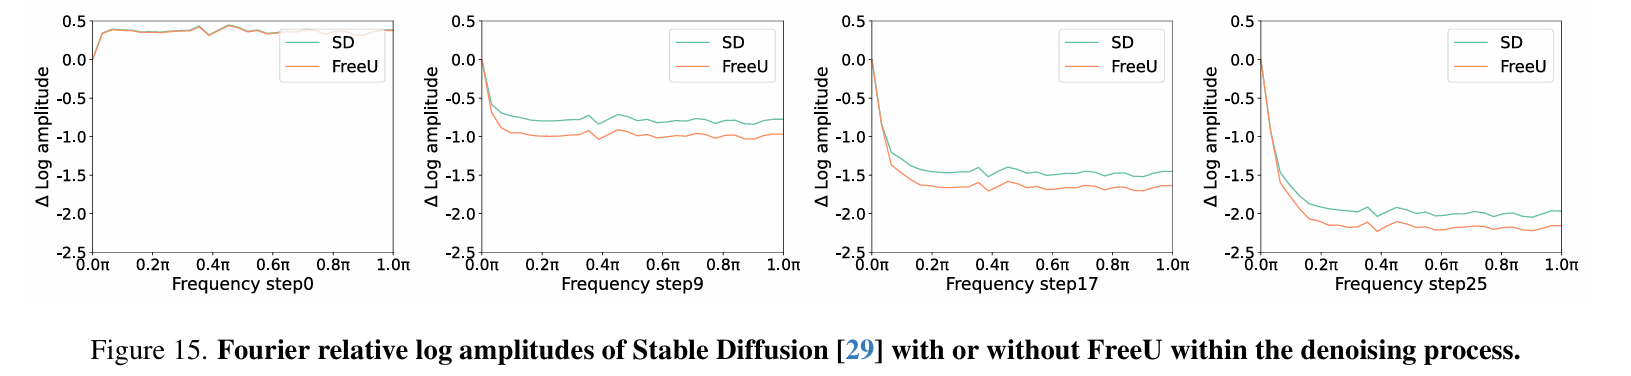 0.5 0.5 0.5 0.5
SD SD SD SD
0.0 0.0 0.0 0.0
FreeU FreeU FreeU FreeU
-0.5 -0.5 -0.5 -0.5
-1.0 -1.0 -1.0 -1.0
-1.5 -1.5 -1.5 -1.5
-2.0 -2.0 -2.0 -2.0
-2.5 -2.5 -2.5 -2.5
Δ Log amplitude Δ Log amplitude Δ Log amplitude Δ Log amplitude
0.0π 0.2π 0.4π 0.6π 0.8π 1.0π 0.0π 0.2π 0.4π 0.6π 0.8π 1.0π 0.0π 0.2π 0.4π 0.6π 0.8π 1.0π 0.0π 0.2π 0.4π 0.6π 0.8π 1.0π
Frequency step0 Frequency step9 Frequency step17 Frequency step25
Figure 15. Fourier relative log amplitudes of Stable Diffusion [29] with or without FreeU within the denoising process.